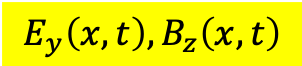 E_y(x, t), B_z(x, t)